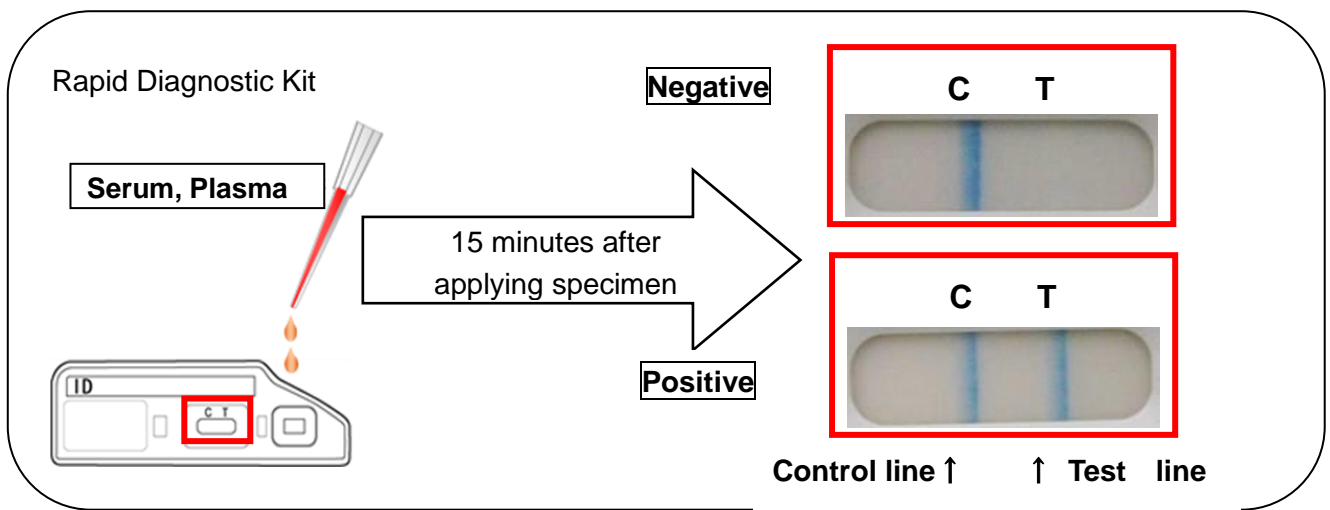 Rapid Diagnostic Kit
Serum, Plasma
ID
C T
15 minutes after
applying specimen
Negative
C T
Positive
C T
Control line ↑ ↑ Test line